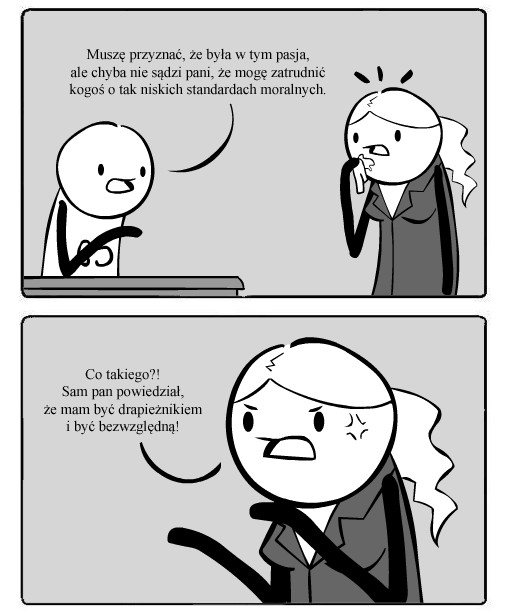 Muszę przyznać, że była w tym pasja,
ale chyba nie sądzi pani, że mogę zatrudnić
kogoś o tak niskich standardach moralnych.
Co takiego?!
Sam pan powiedział,
że mam być drapieżnikiem
i być bezwzględną!